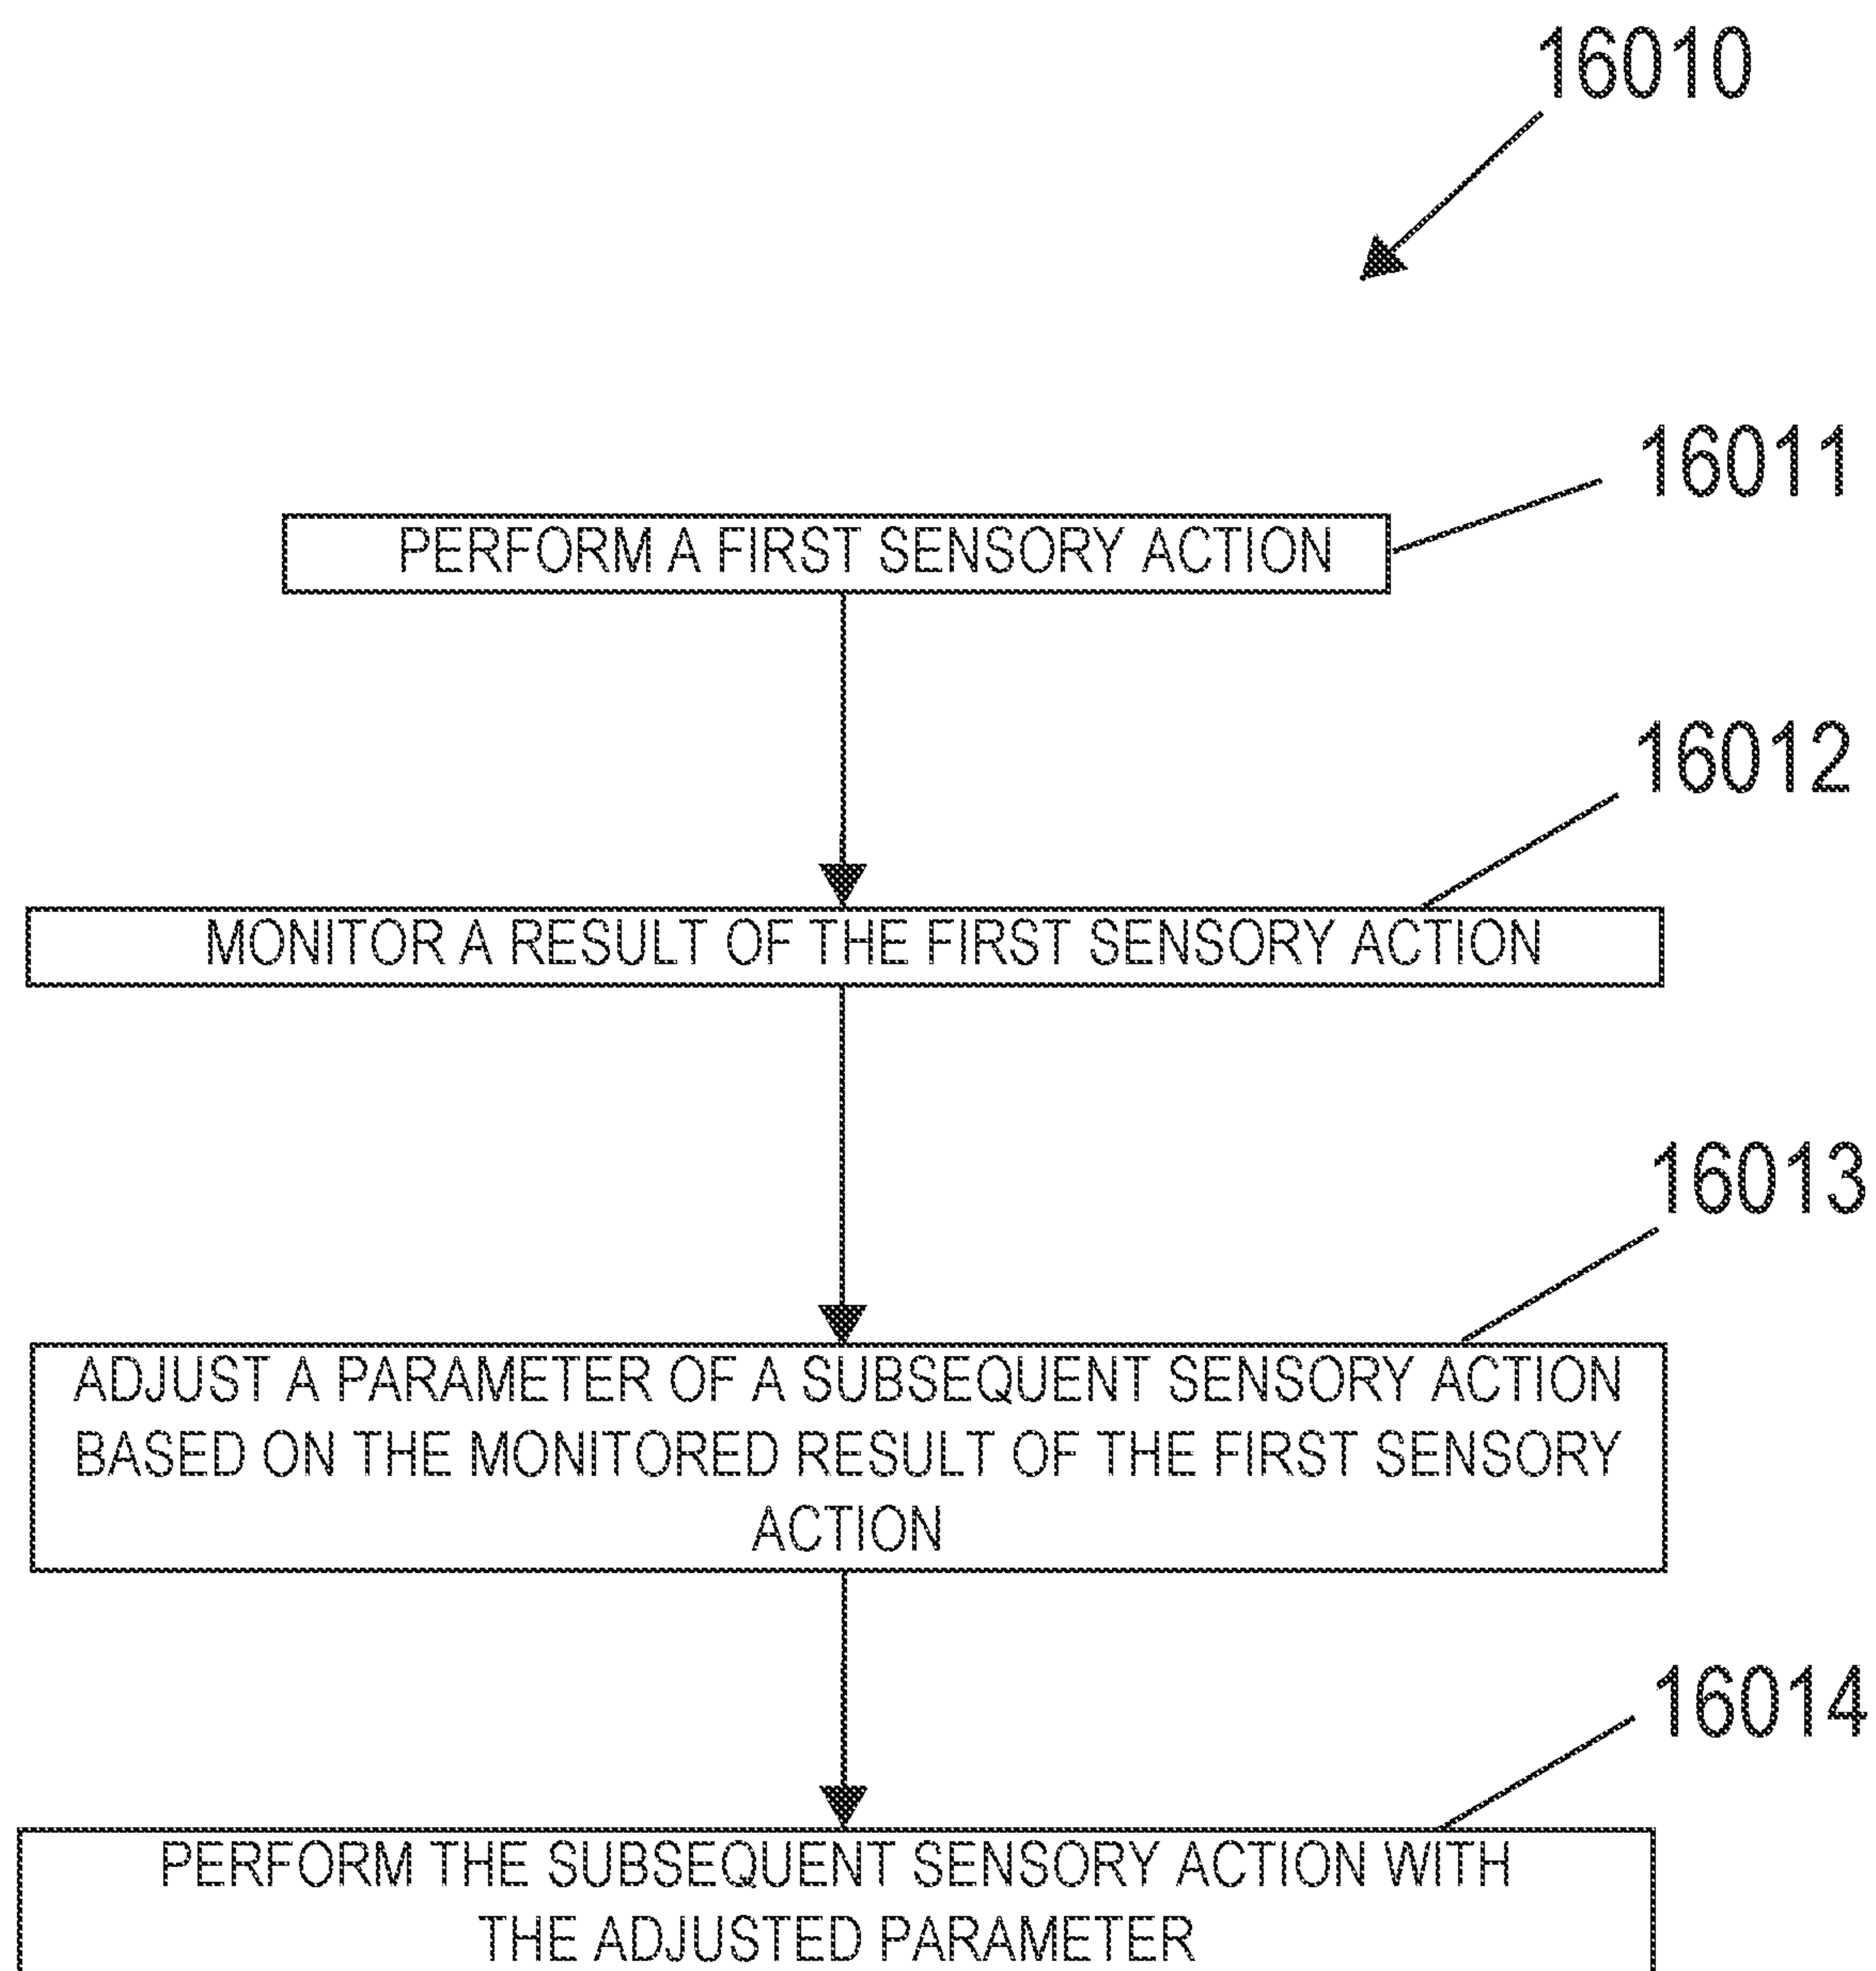 16010
16011
PERFORM A FIRST SENSORY ACTION
16012
MONITOR A RESULT OF THE FIRST SENSORY ACTION
16013
ADJUST A PARAMETER OF A SUBSEQUENT SENSORY ACTION
BASED ON THE MONITORED RESULT OF THE FIRST SENSORY
ACTION
16014
PERFORM THE SUBSEQUENT SENSORY ACTION WITH
THE ADJUSTED PARAMETER